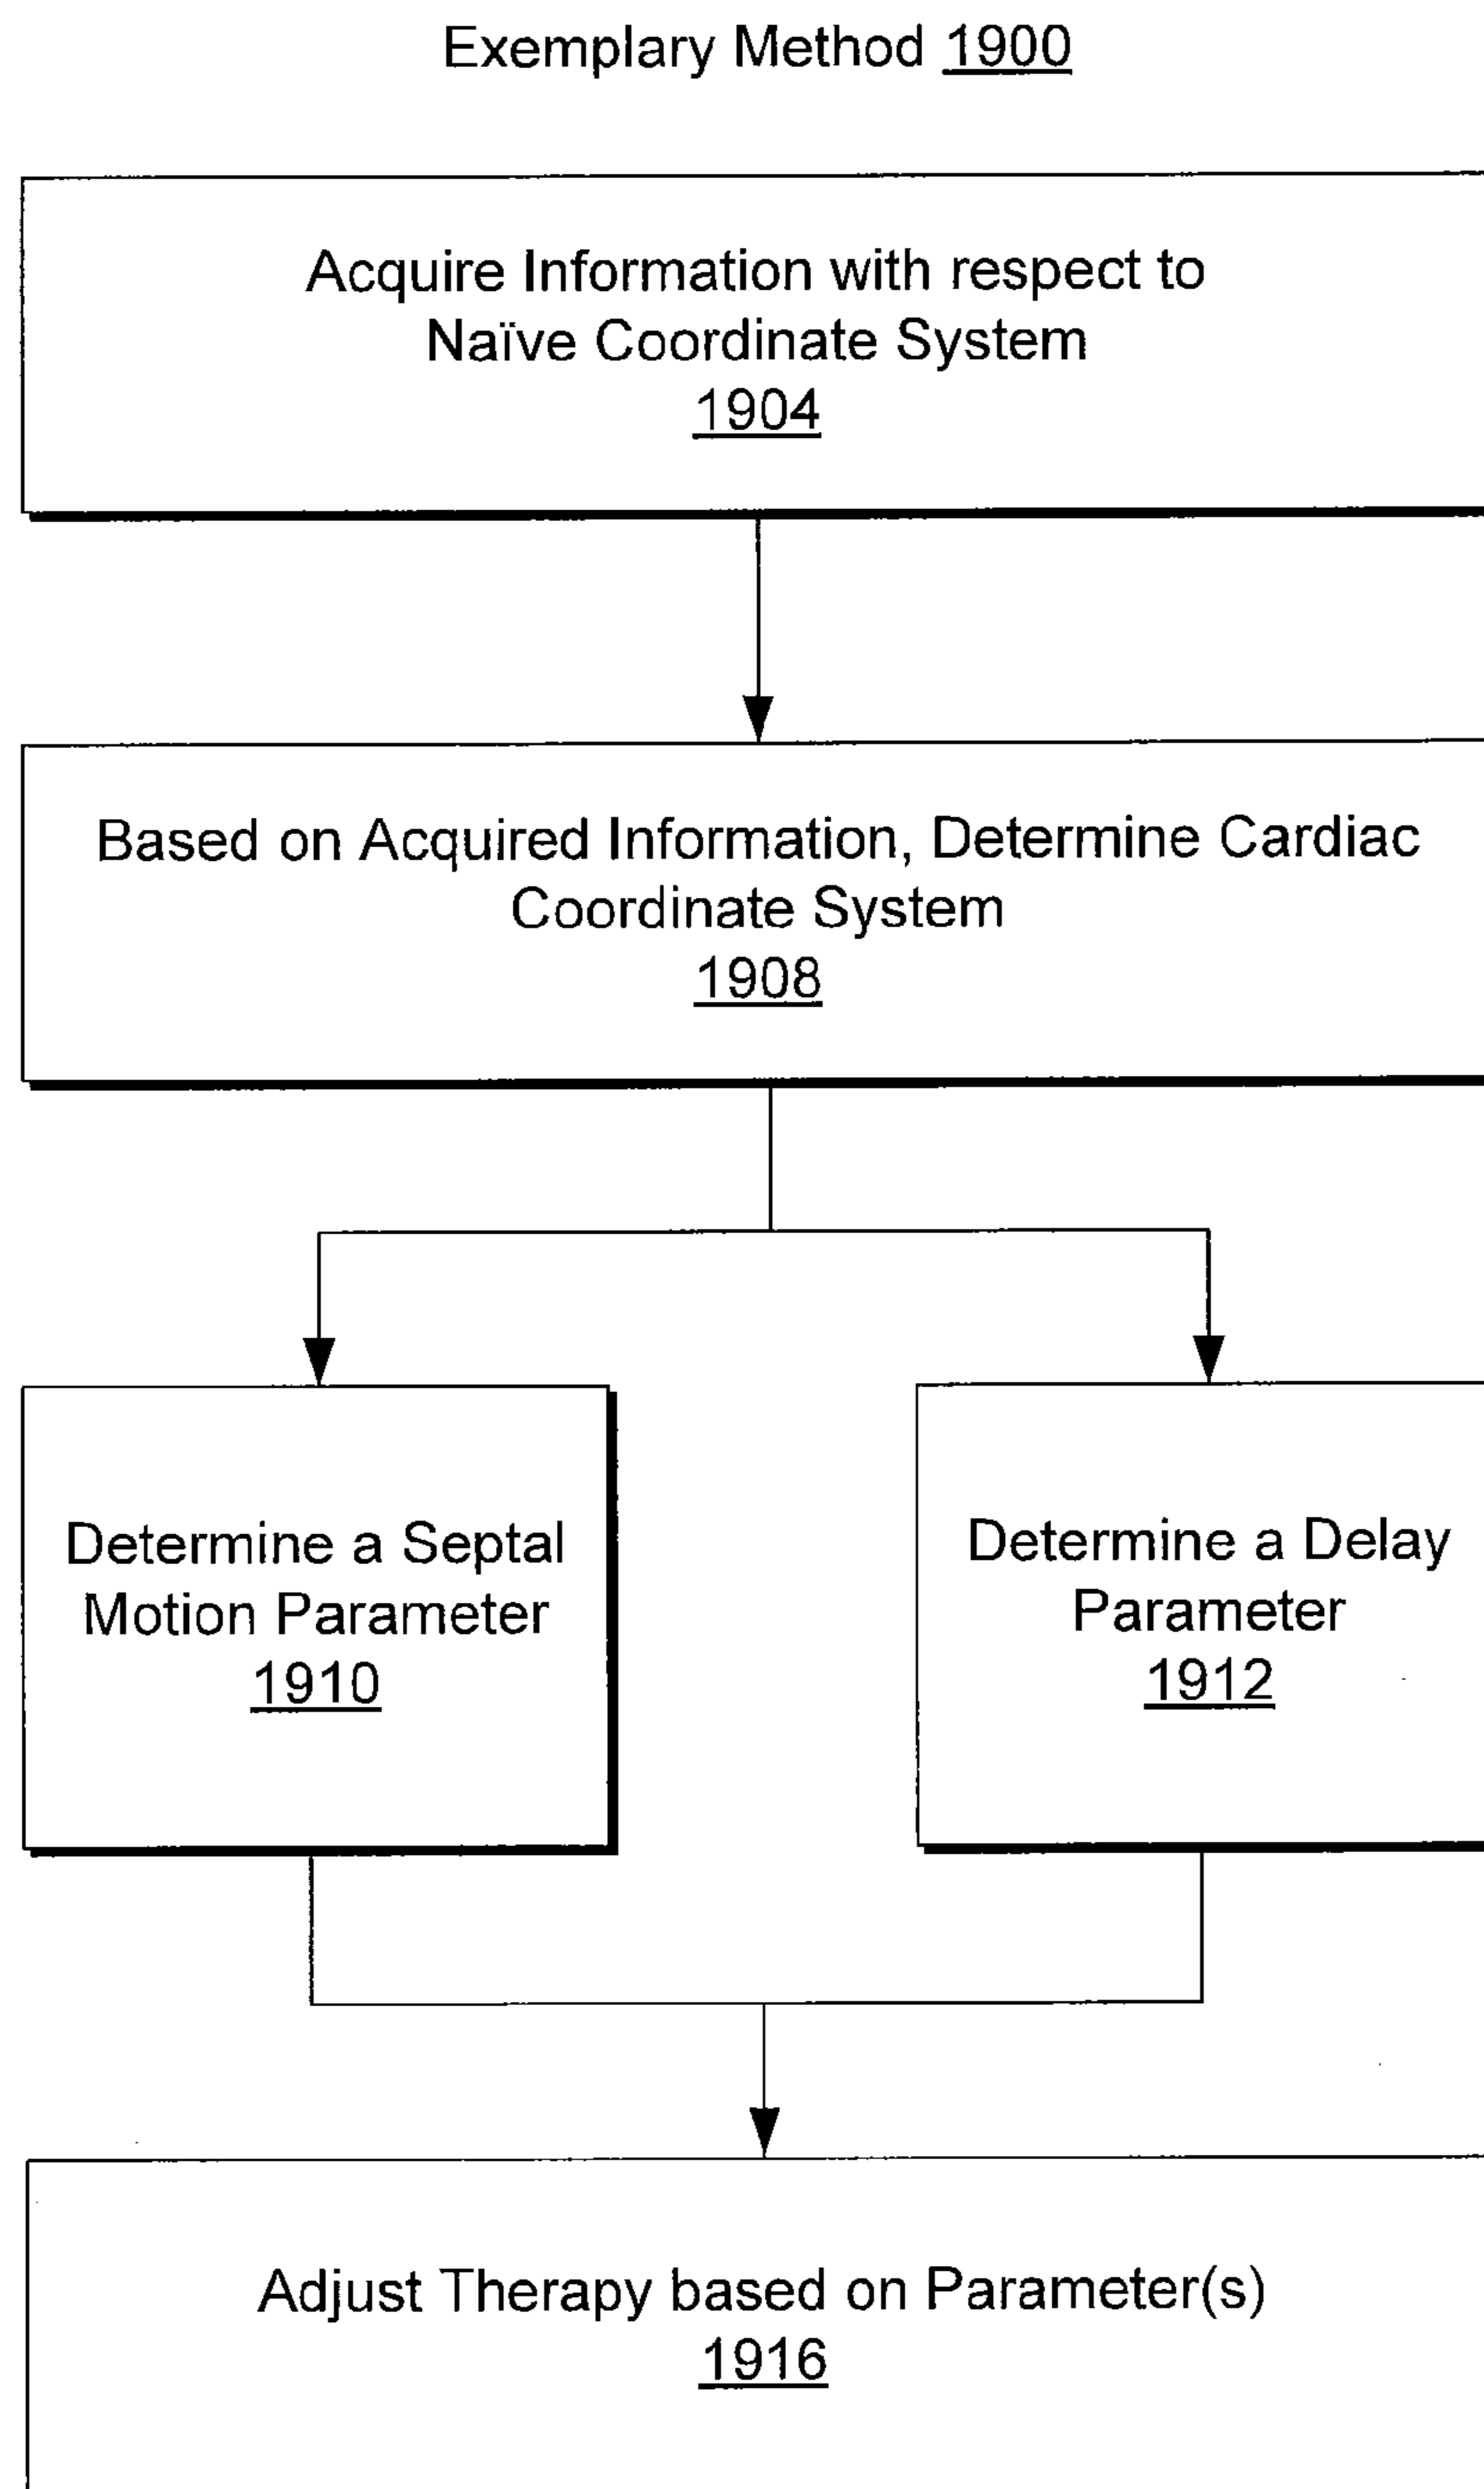 Exemplary Method 1900
Acquire Information with respect to
Naïve Coordinate System
1904
Based on Acquired Information, Determine Cardiac
Coordinate System
1908
Determine a Septal
Motion Parameter
1910
Determine a Delay
Parameter
1912
Adjust Therapy based on Parameter(s)
1916